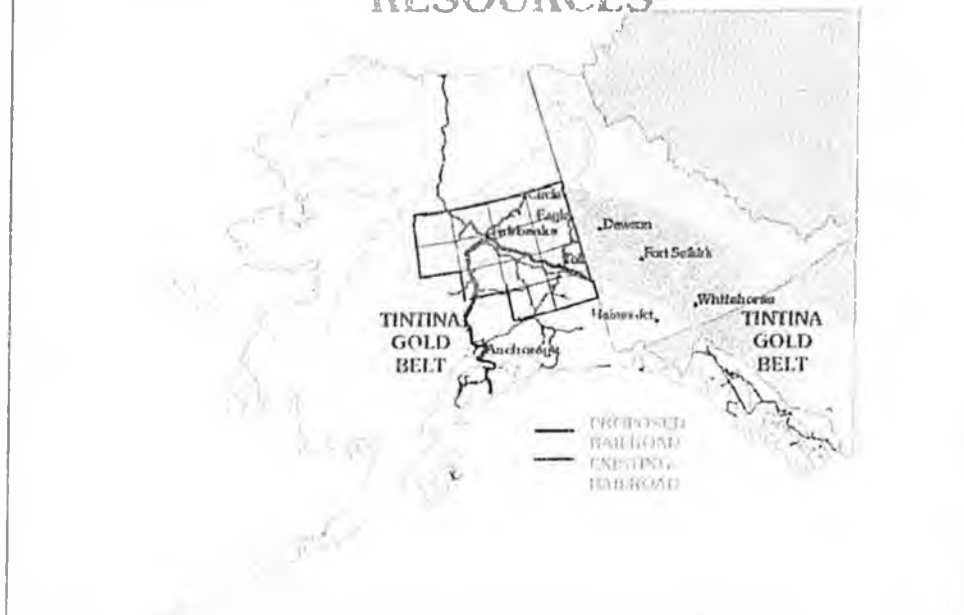 RESOURCES
Circle
Eagle
Fairbanks
Dawson
Tok
Fort Selkirk
Whitehorse
Haines Jct.
TINTINA
GOLD
BELT
TINTINA
GOLD
BELT
Anchorage
PROPOSED
RAILROAD
EXISTING
RAILROAD